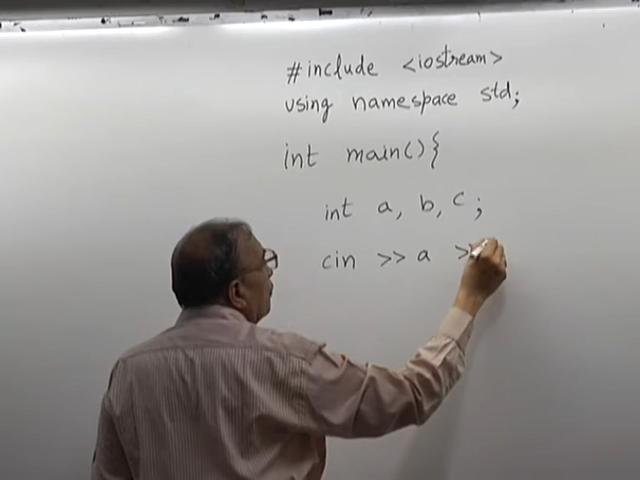 #include <iostream>
using namespace std;
int main(){
int a, b, c;
cin >> a >>